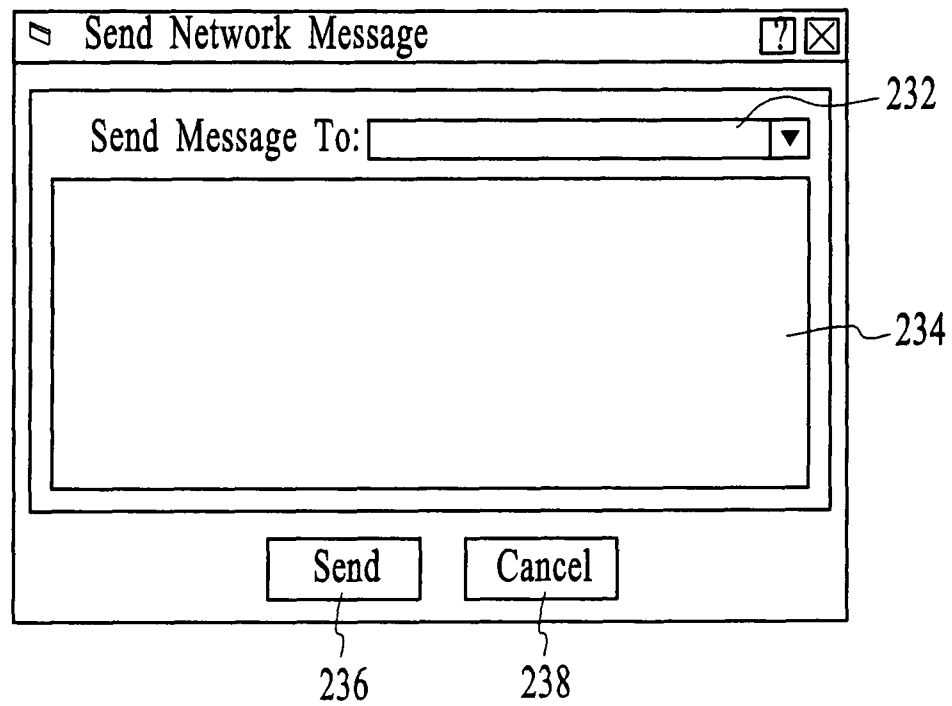 Send Network Message ?
232
Send Message To:
234
Send Cancel
236 238